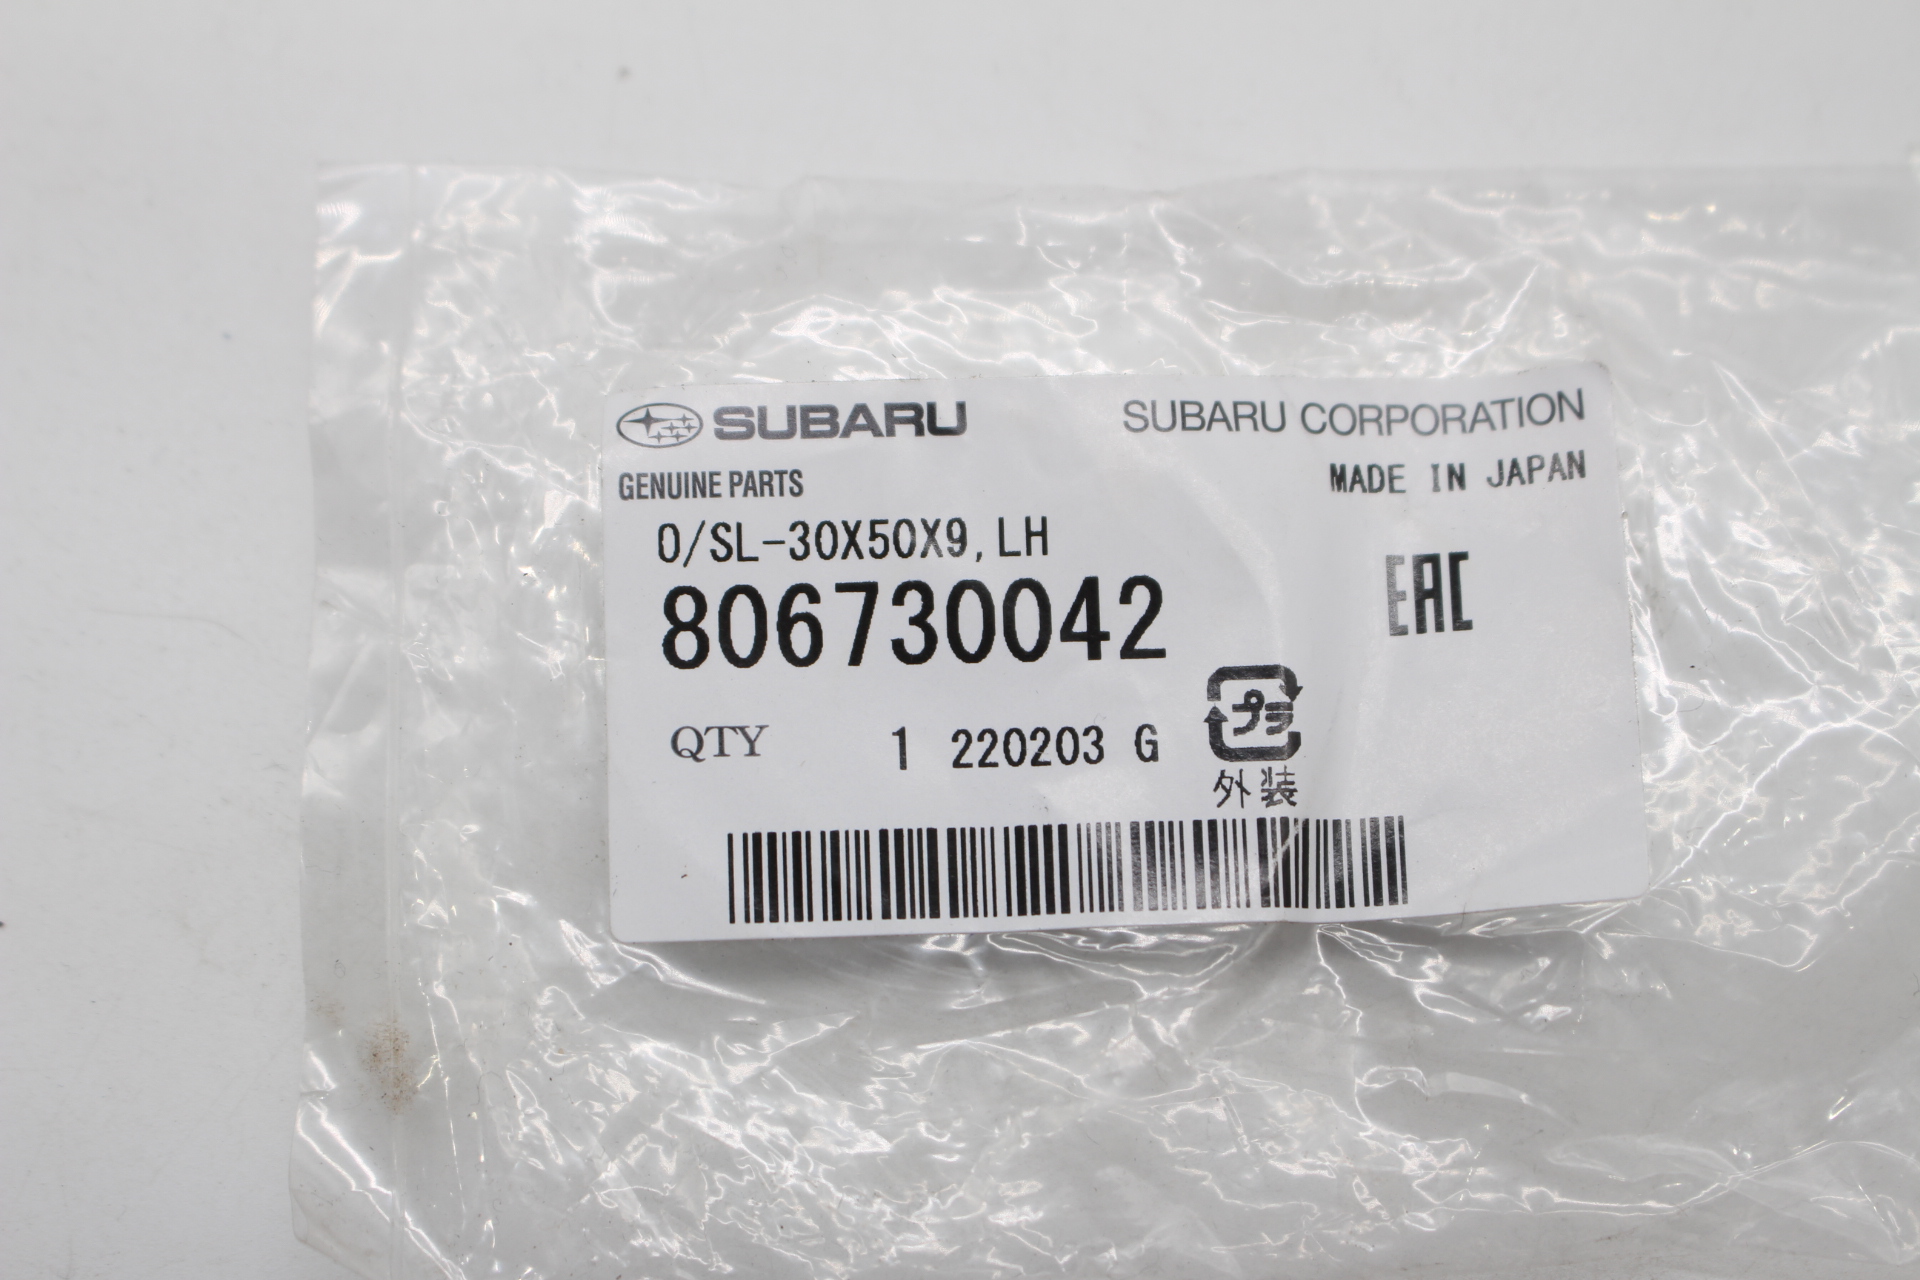 SUBARU
SUBARU CORPORATION
GENUINE PARTS
MADE IN JAPAN
O/SL-30X50X9, LH
806730042
EAC
QTY 1 220203 G
プラ
外装